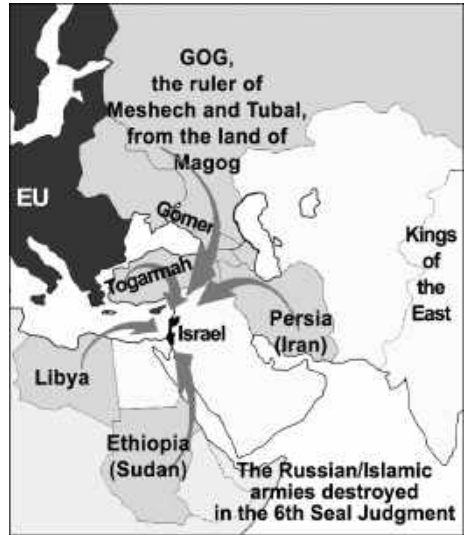 GOG,
the ruler of
Meshech and Tubal,
from the land of
Magog
EU
Gomer
Kings
of
the
East
Togarmah
Israel
Persia
(Iran)
Libya
Ethiopia
(Sudan)
The Russian/Islamic
armies destroyed
in the 6th Seal Judgment